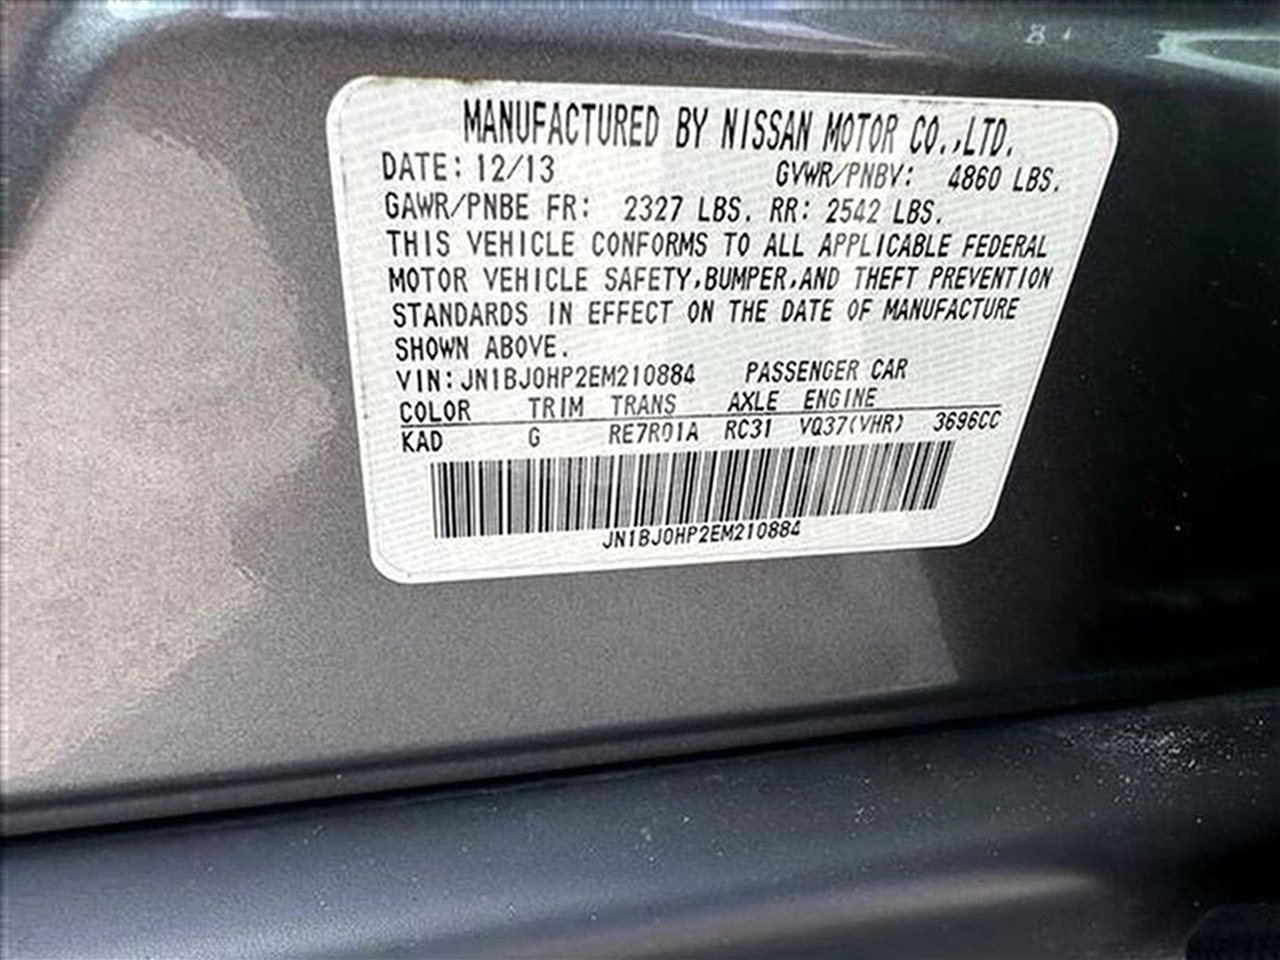 MANUFACTURED BY NISSAN MOTOR CO.,LTD.
DATE: 12/13 GVWR/PNBV: 4860 LBS.
GAWR/PNBE FR: 2327 LBS. RR: 2542 LBS.
THIS VEHICLE CONFORMS TO ALL APPLICABLE FEDERAL
MOTOR VEHICLE SAFETY,BUMPER,AND THEFT PREVENTION
STANDARDS IN EFFECT ON THE DATE OF MANUFACTURE
SHOWN ABOVE.
VIN: JN1BJ0HP2EM210884 PASSENGER CAR
COLOR TRIM TRANS AXLE ENGINE
KAD G RE7R01A RC31 VQ37(VHR) 3696CC
JN1BJ0HP2EM210884